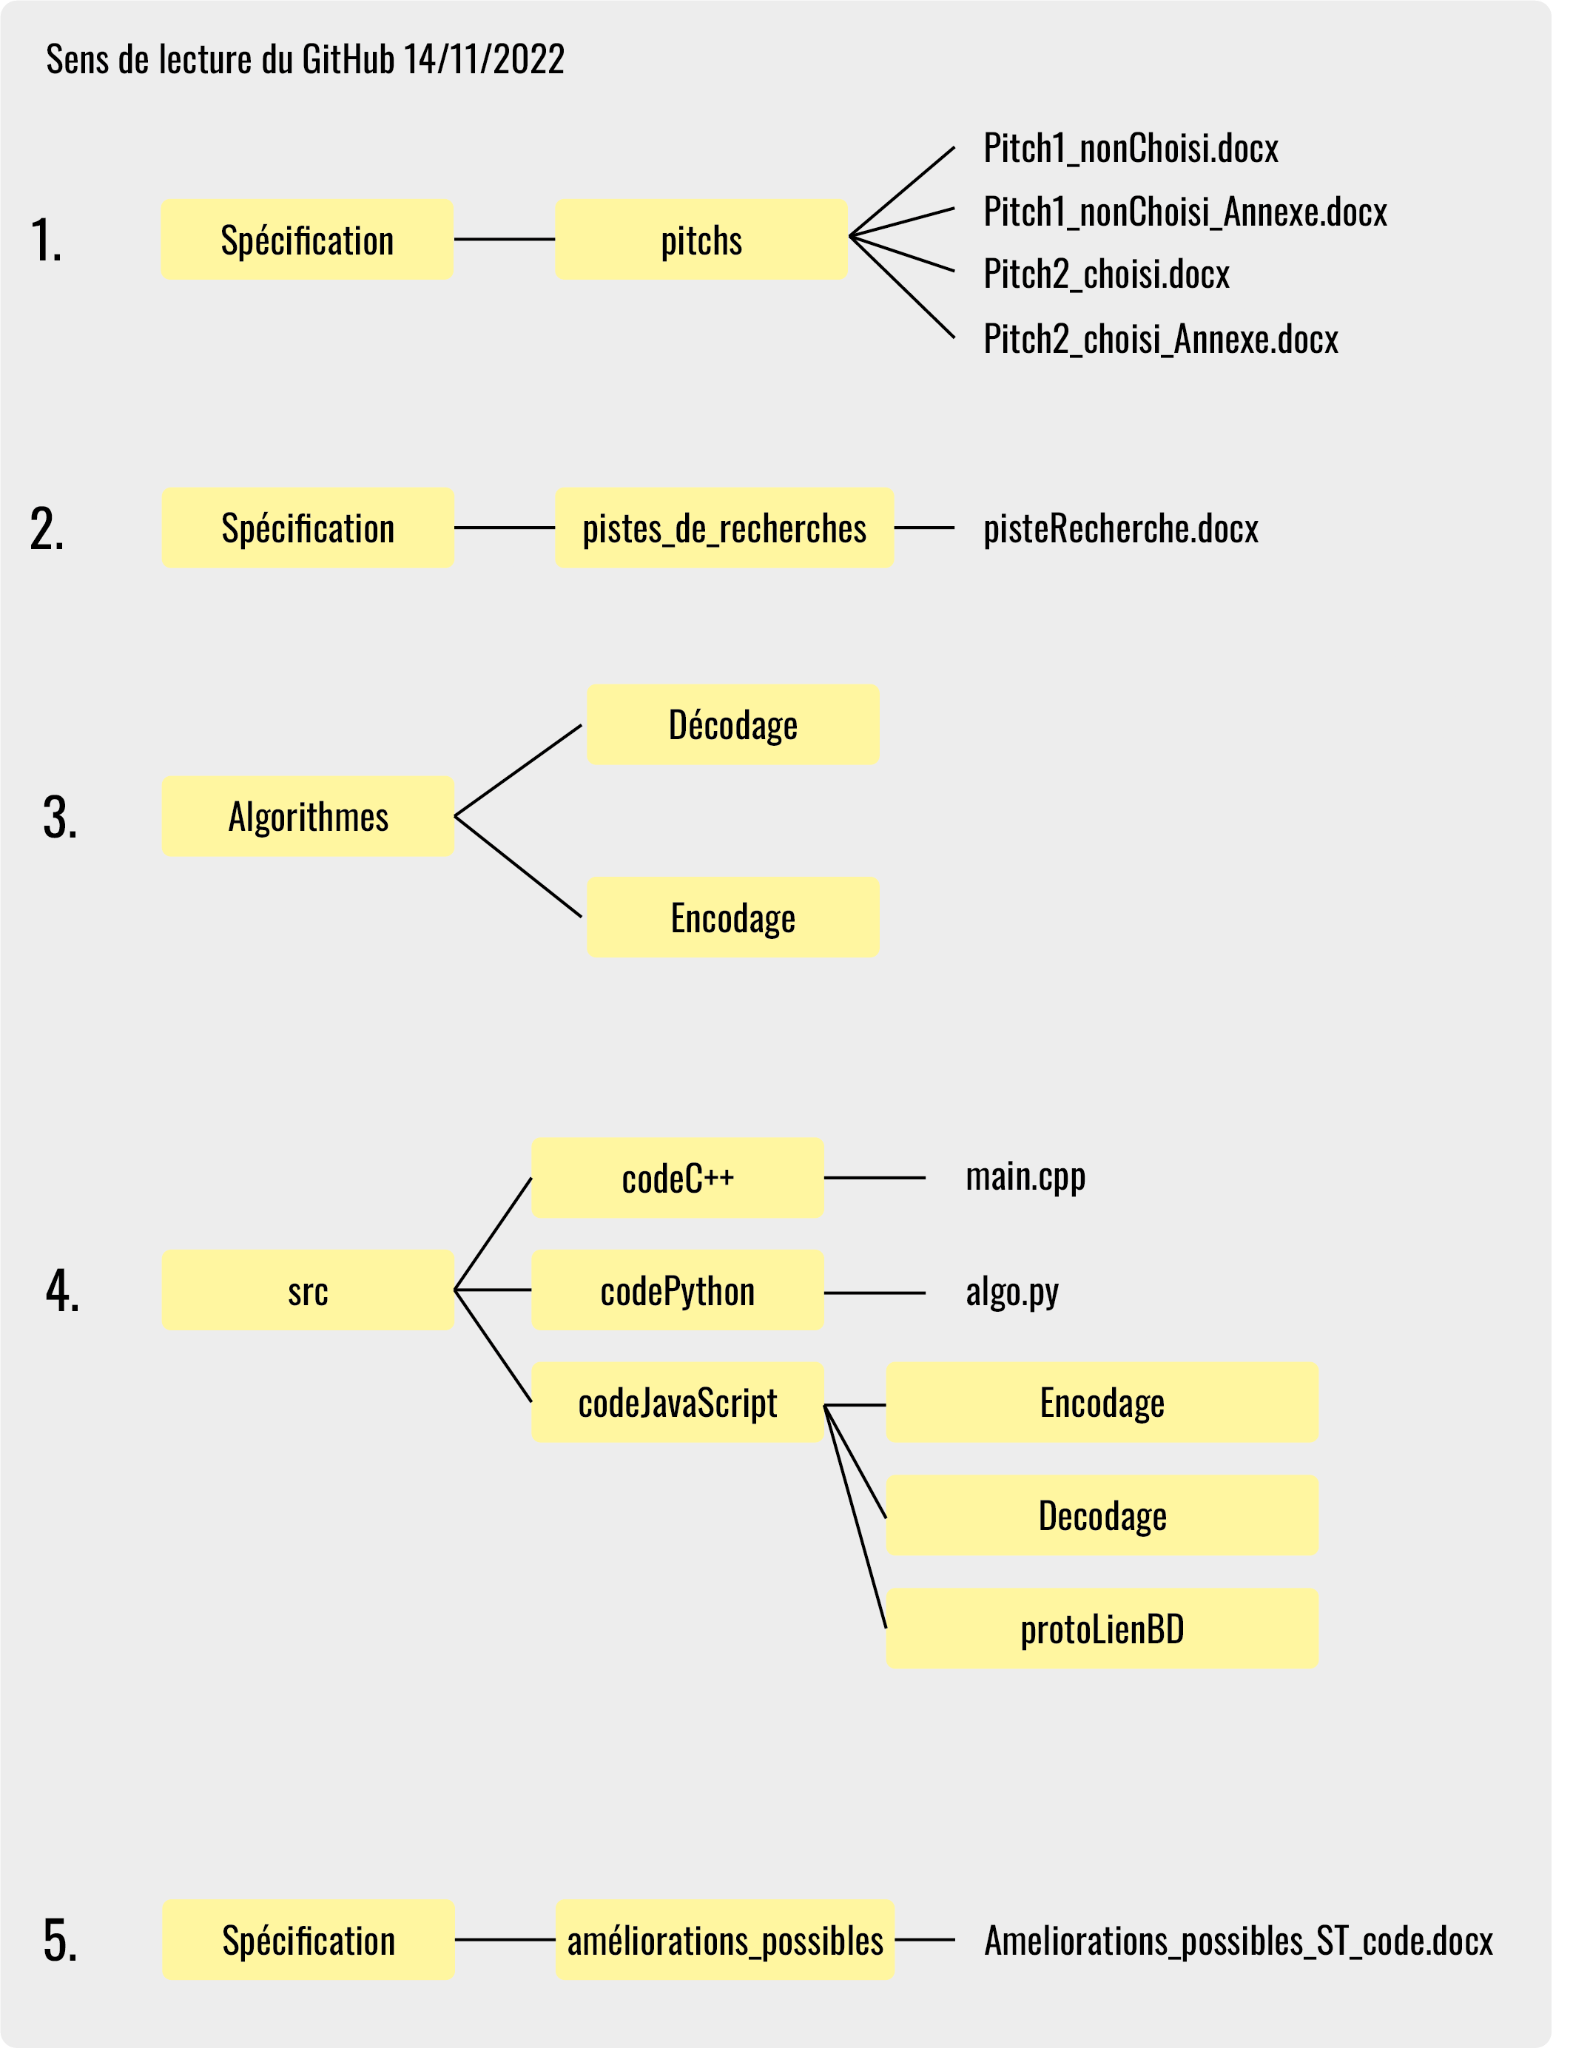 Sens de lecture du GitHub 14/11/2022
1.
Spécification
pitchs
Pitch1_nonChoisi.docx
Pitch1_nonChoisi_Annexe.docx
Pitch2_choisi.docx
Pitch2_choisi_Annexe.docx
2.
Spécification
pistes_de_recherches
pisteRecherche.docx
3.
Algorithmes
Décodage
Encodage
4.
src
codeC++
main.cpp
codePython
algo.py
codeJavaScript
Encodage
Decodage
protoLienBD
5.
Spécification
améliorations_possibles
Ameliorations_possibles_ST_code.docx